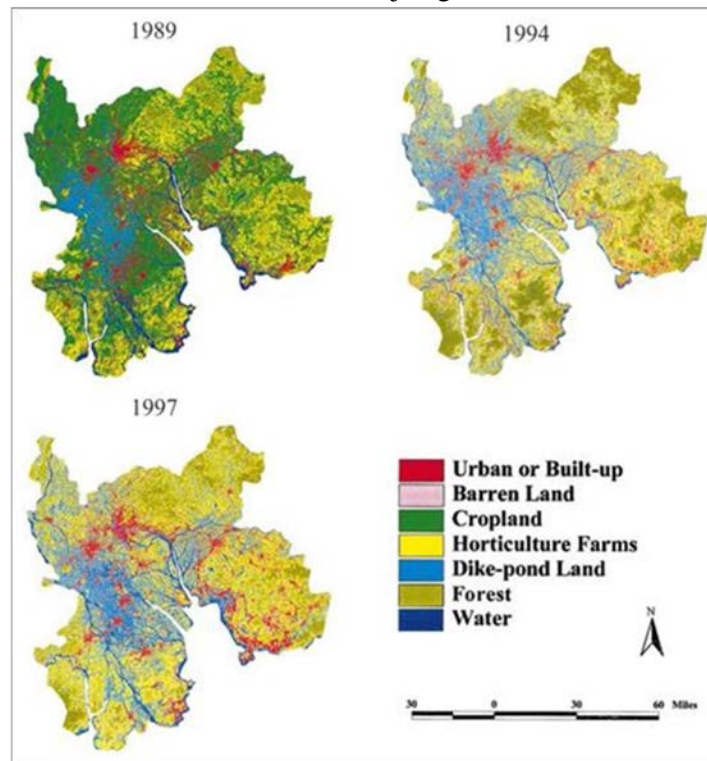 1989
1994
1997
Urban or Built-up
Barren Land
Cropland
Horticulture Farms
Dike-pond Land
Forest
Water
N
30 0 30 60 Miles